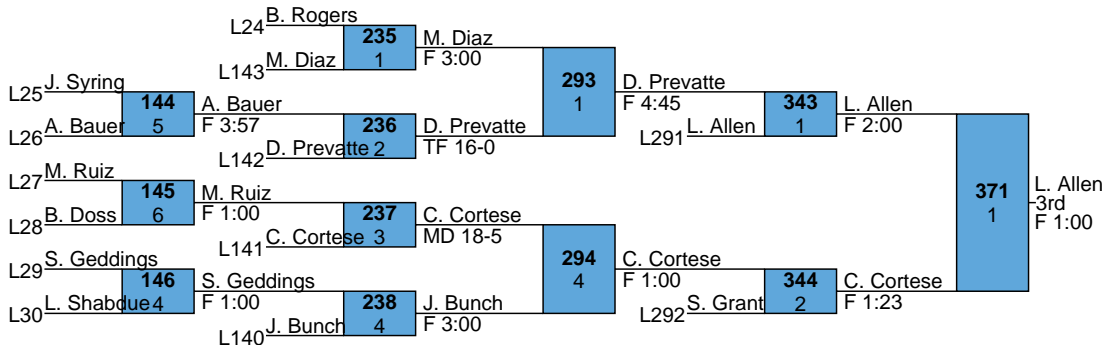 L24 B. Rogers
235
1
L143 M. Diaz
M. Diaz
F 3:00
L25 J. Syring
144
5
L26 A. Bauer
A. Bauer
F 3:57
236
2
L142 D. Prevatte
D. Prevatte
TF 16-0
293
1
D. Prevatte
F 4:45
L291 L. Allen
343
1
L. Allen
F 2:00
L27 M. Ruiz
145
6
L28 B. Doss
M. Ruiz
F 1:00
237
3
L141 C. Cortese
C. Cortese
MD 18-5
L29 S. Geddings
146
4
L30 L. Shabdue
S. Geddings
F 1:00
238
4
L140 J. Bunch
J. Bunch
F 3:00
294
4
C. Cortese
F 1:00
L292 S. Grant
344
2
C. Cortese
F 1:23
371
1
L. Allen
3rd
F 1:00